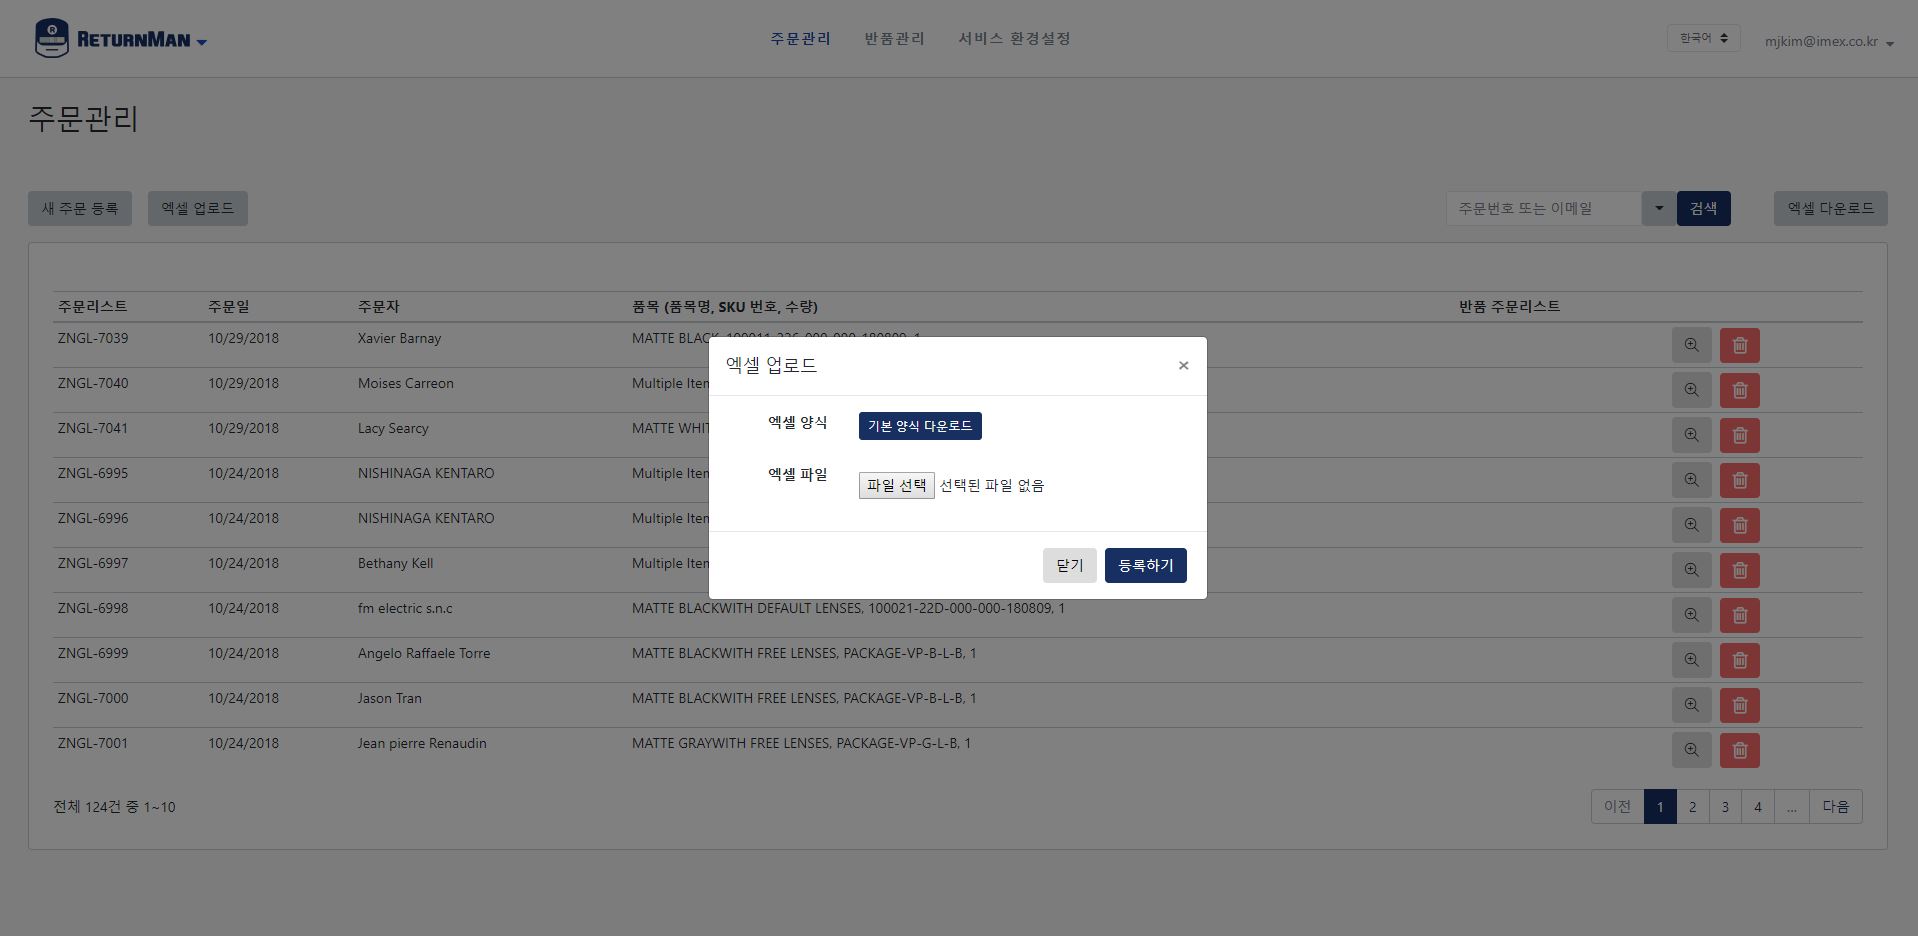 R
RETURNMAN
주문관리 반품관리 서비스 환경설정
한국어
mjkim@imex.co.kr
주문관리
새 주문 등록 엑셀 업로드
주문번호 또는 이메일 검색 엑셀 다운로드
주문리스트 주문일 주문자 품목 (품목명, SKU 번호, 수량) 반품 주문리스트
ZNGL-7039 10/29/2018 Xavier Barnay MATTE BLACK, 100011-226-000-000-180809, 1
ZNGL-7040 10/29/2018 Moises Carreon Multiple Iten
ZNGL-7041 10/29/2018 Lacy Searcy MATTE WHIT
ZNGL-6995 10/24/2018 NISHINAGA KENTARO Multiple Iten
ZNGL-6996 10/24/2018 NISHINAGA KENTARO Multiple Iten
ZNGL-6997 10/24/2018 Bethany Kell Multiple Iten
ZNGL-6998 10/24/2018 fm electric s.n.c MATTE BLACKWITH DEFAULT LENSES, 100021-22D-000-000-180809, 1
ZNGL-6999 10/24/2018 Angelo Raffaele Torre MATTE BLACKWITH FREE LENSES, PACKAGE-VP-B-L-B, 1
ZNGL-7000 10/24/2018 Jason Tran MATTE BLACKWITH FREE LENSES, PACKAGE-VP-B-L-B, 1
ZNGL-7001 10/24/2018 Jean pierre Renaudin MATTE GRAYWITH FREE LENSES, PACKAGE-VP-G-L-B, 1
엑셀 업로드 ×
엑셀 양식 기본 양식 다운로드
엑셀 파일 파일 선택 선택된 파일 없음
닫기 등록하기
전체 124건 중 1~10
이전 1 2 3 4 ... 다음